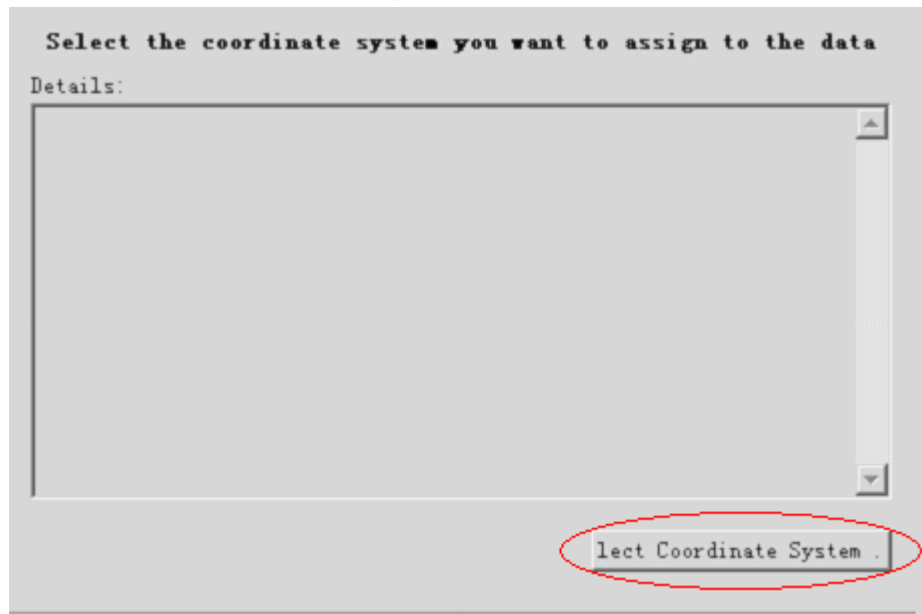 Select the coordinate system you want to assign to the data
Details:
lect Coordinate System .